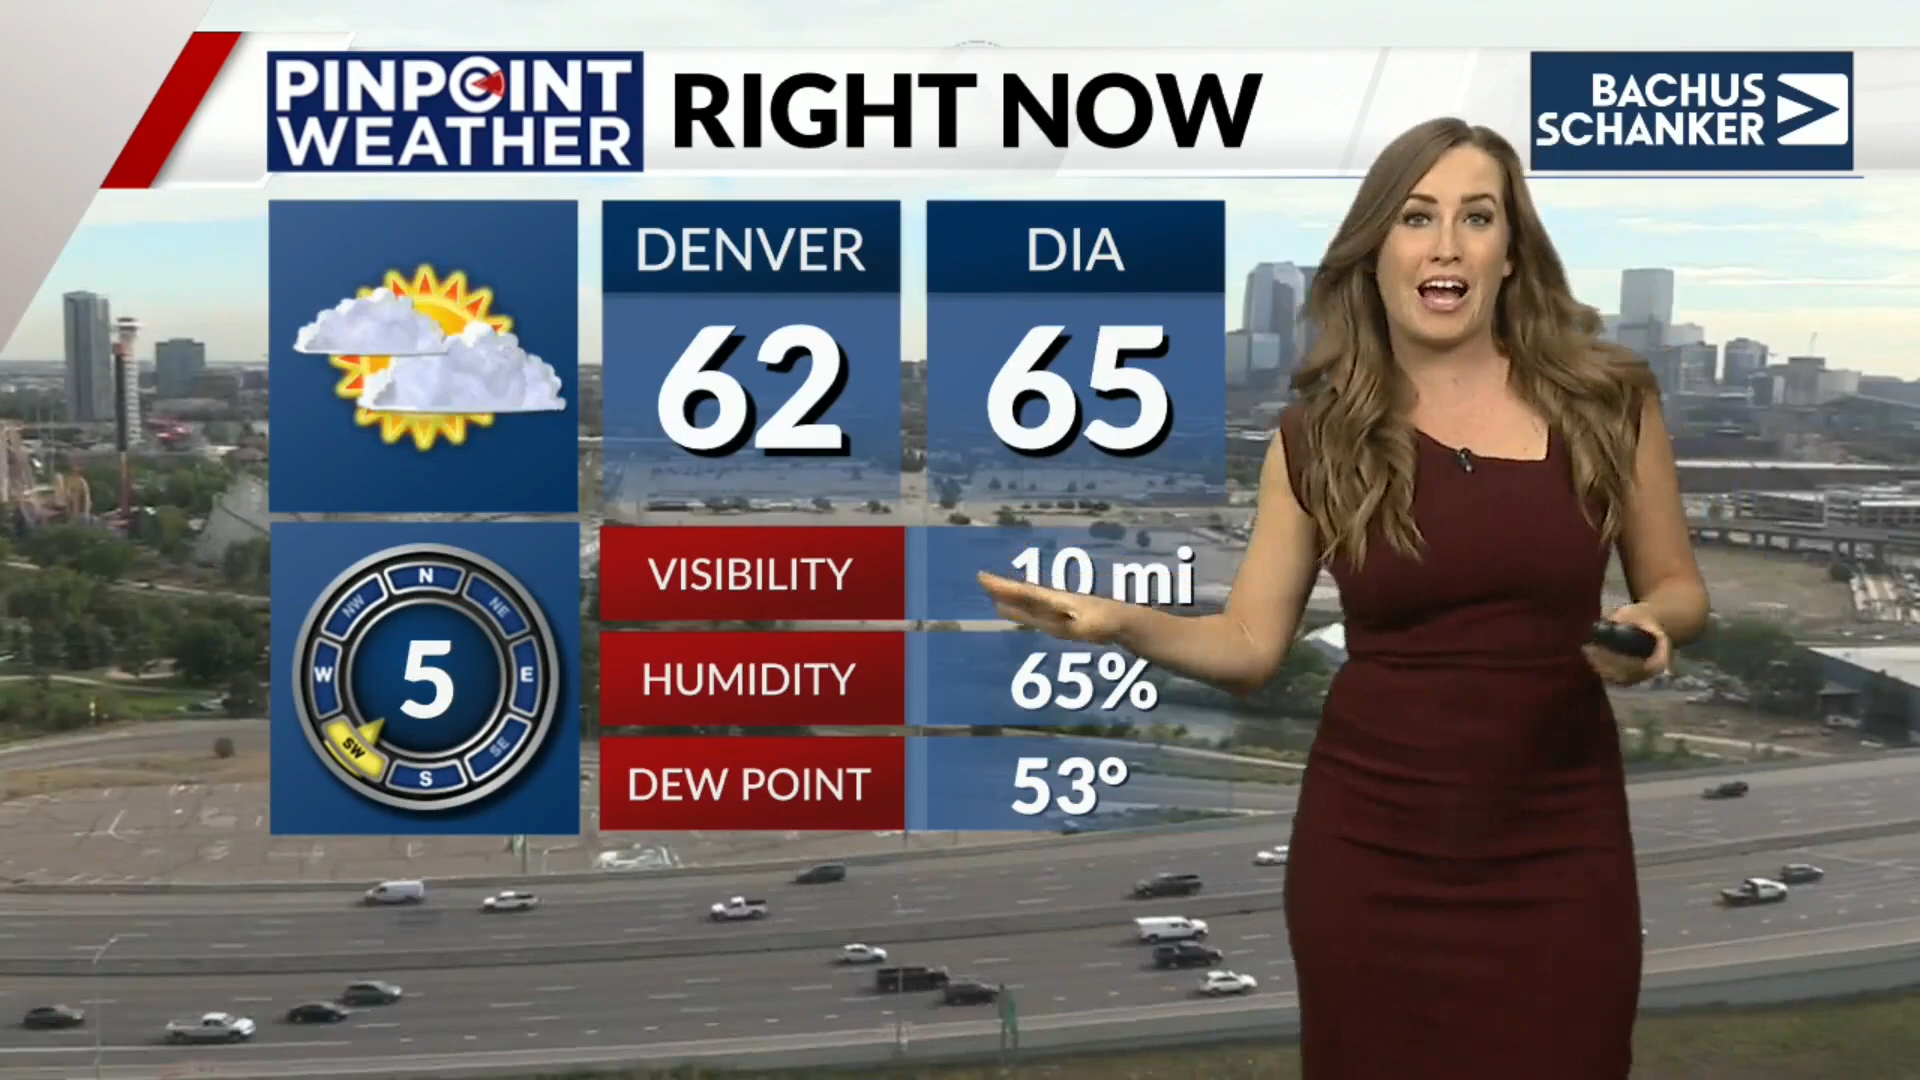 PINPOINT
WEATHER
RIGHT NOW
BACHUS
SCHANKER
DENVER
DIA
62
65
N
NE
E
SE
S
SW
W
NW
5
VISIBILITY
10 mi
HUMIDITY
65%
DEW POINT
53°